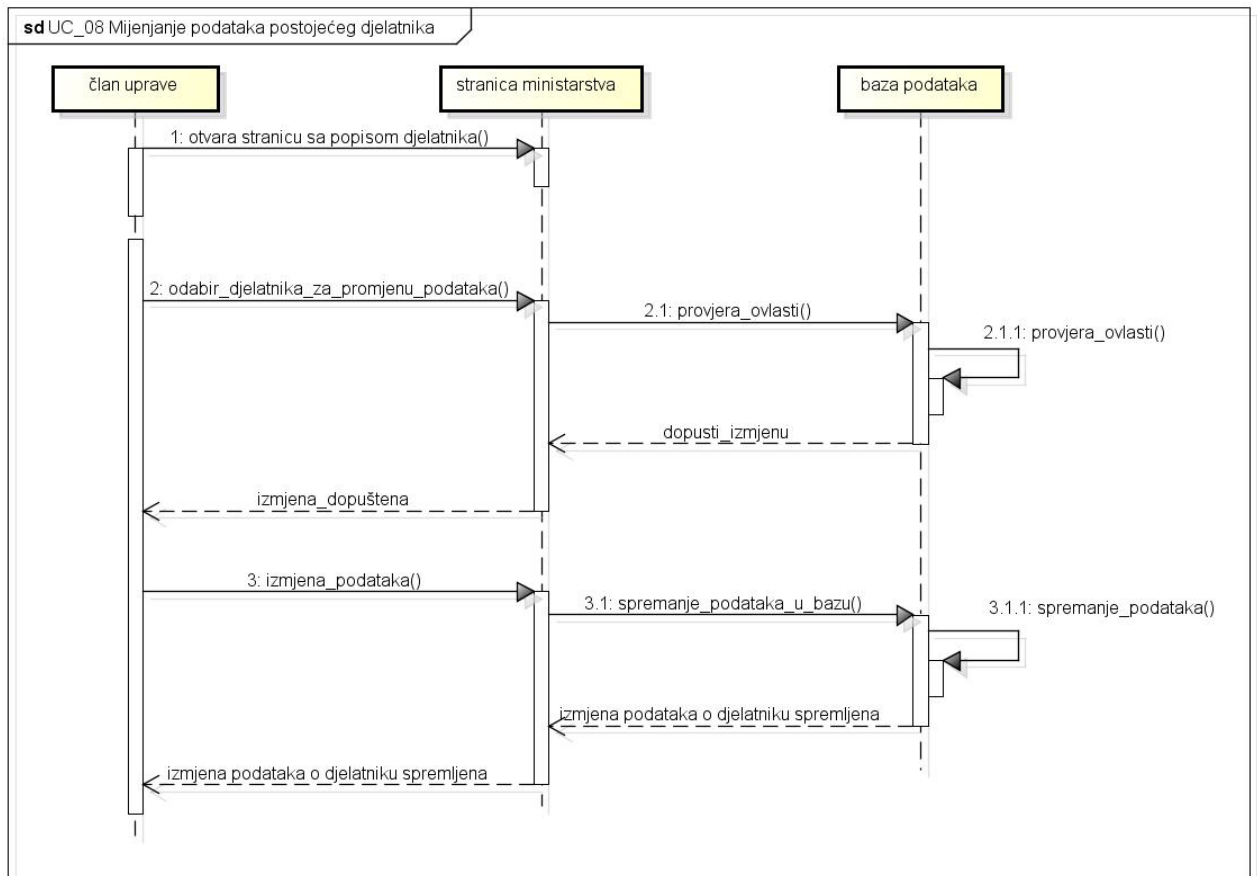 sd UC_08 Mijenjanje podataka postojećeg djelatnika
član uprave
stranica ministarstva
baza podataka
1: otvara stranicu sa popisom djelatnika()
2: odabir_djelatnika_za_promjenu_podataka()
2.1: provjera_ovlasti()
2.1.1: provjera_ovlasti()
dopusti_izmjenu
izmjena_dopuštena
3: izmjena_podataka()
3.1: spremanje_podataka_u_bazu()
3.1.1: spremanje_podataka()
izmjena podataka o djelatniku spremljena
izmjena podataka o djelatniku spremljena